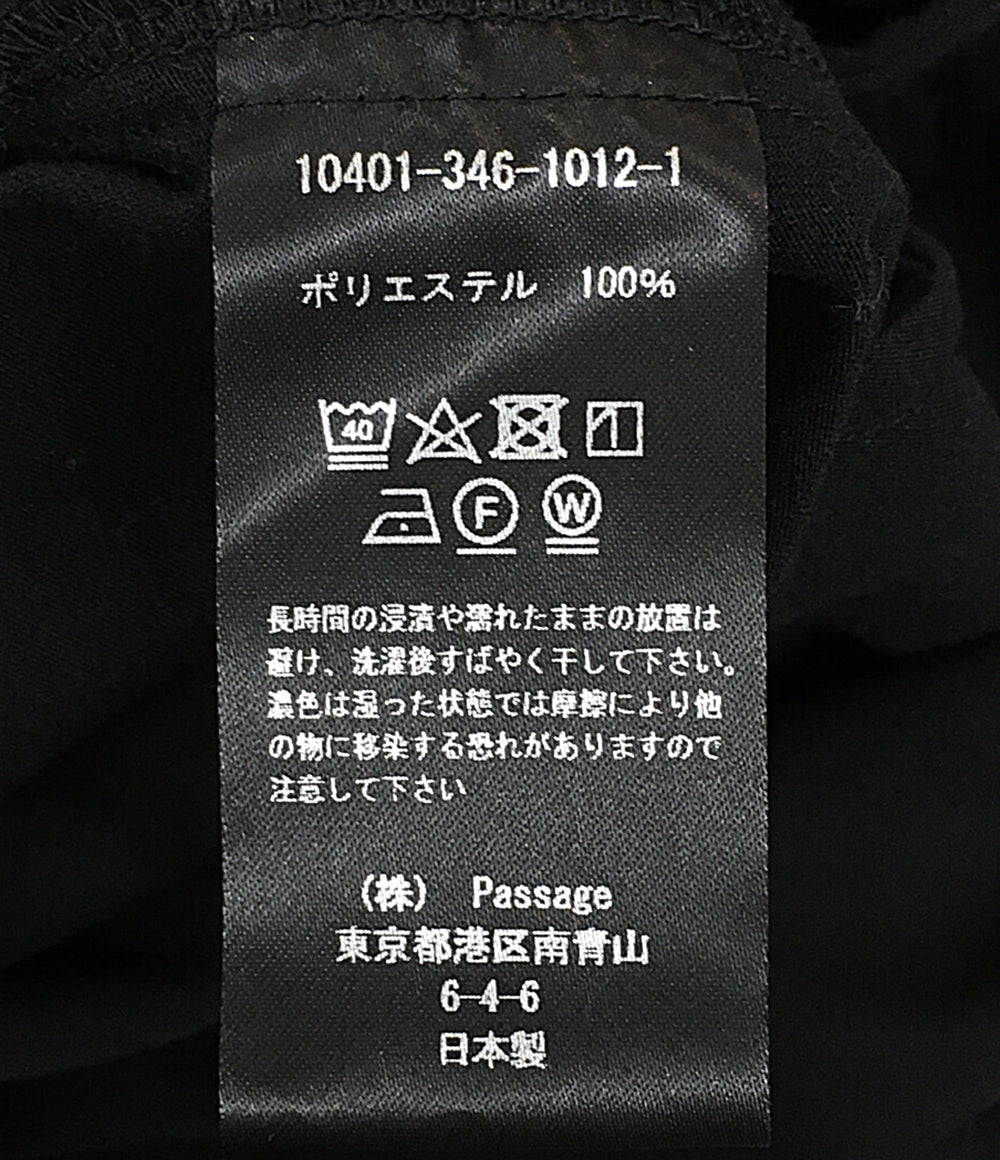 10401-346-1012-1
ポリエステル 100%
40
F W
長時間の浸漬や濡れたままの放置は
避け、洗濯後すばやく干して下さい。
濃色は湿った状態では摩擦により他
の物に移染する恐れがありますので
注意して下さい
(株) Passage
東京都港区南青山
6-4-6
日本製